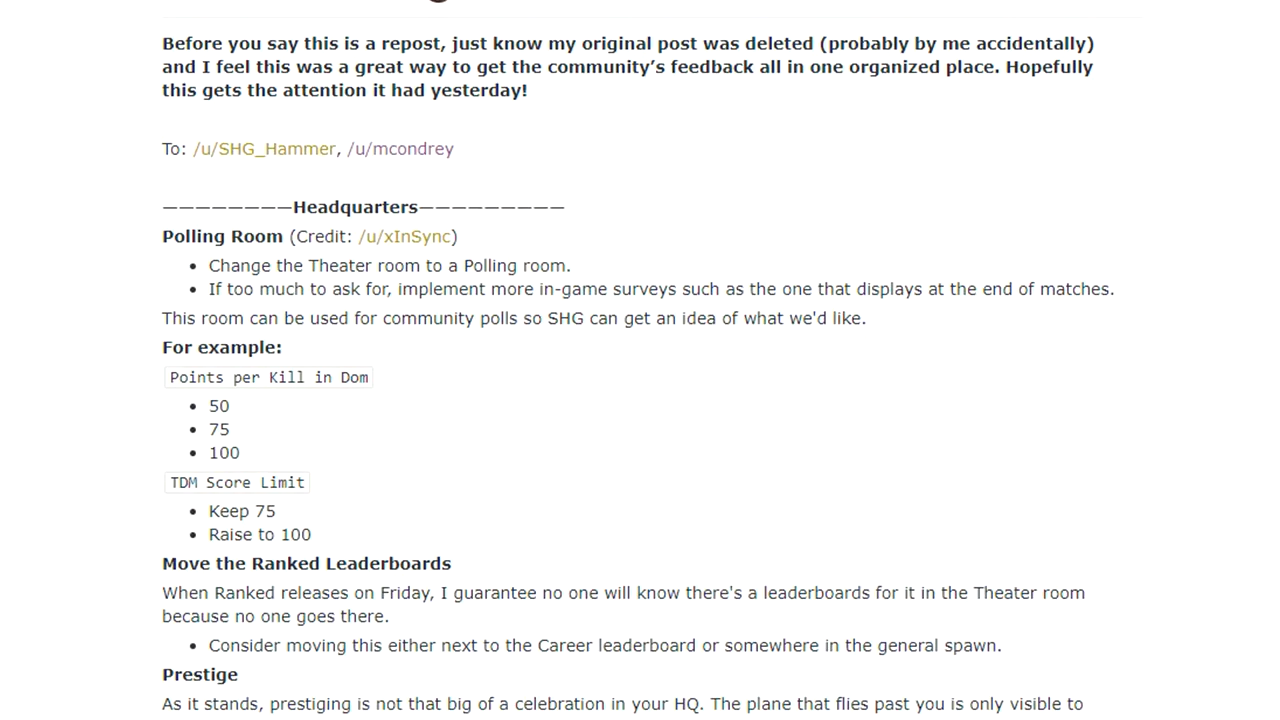 Before you say this is a repost, just know my original post was deleted (probably by me accidentally)
and I feel this was a great way to get the community’s feedback all in one organized place. Hopefully
this gets the attention it had yesterday!
To: /u/SHG_Hammer, /u/mcondrey
————————Headquarters—————————
Polling Room (Credit: /u/xInSync)
• Change the Theater room to a Polling room.
• If too much to ask for, implement more in-game surveys such as the one that displays at the end of matches.
This room can be used for community polls so SHG can get an idea of what we'd like.
For example:
Points per Kill in Dom
• 50
• 75
• 100
TDM Score Limit
• Keep 75
• Raise to 100
Move the Ranked Leaderboards
When Ranked releases on Friday, I guarantee no one will know there's a leaderboards for it in the Theater room
because no one goes there.
• Consider moving this either next to the Career leaderboard or somewhere in the general spawn.
Prestige
As it stands, prestiging is not that big of a celebration in your HQ. The plane that flies past you is only visible to